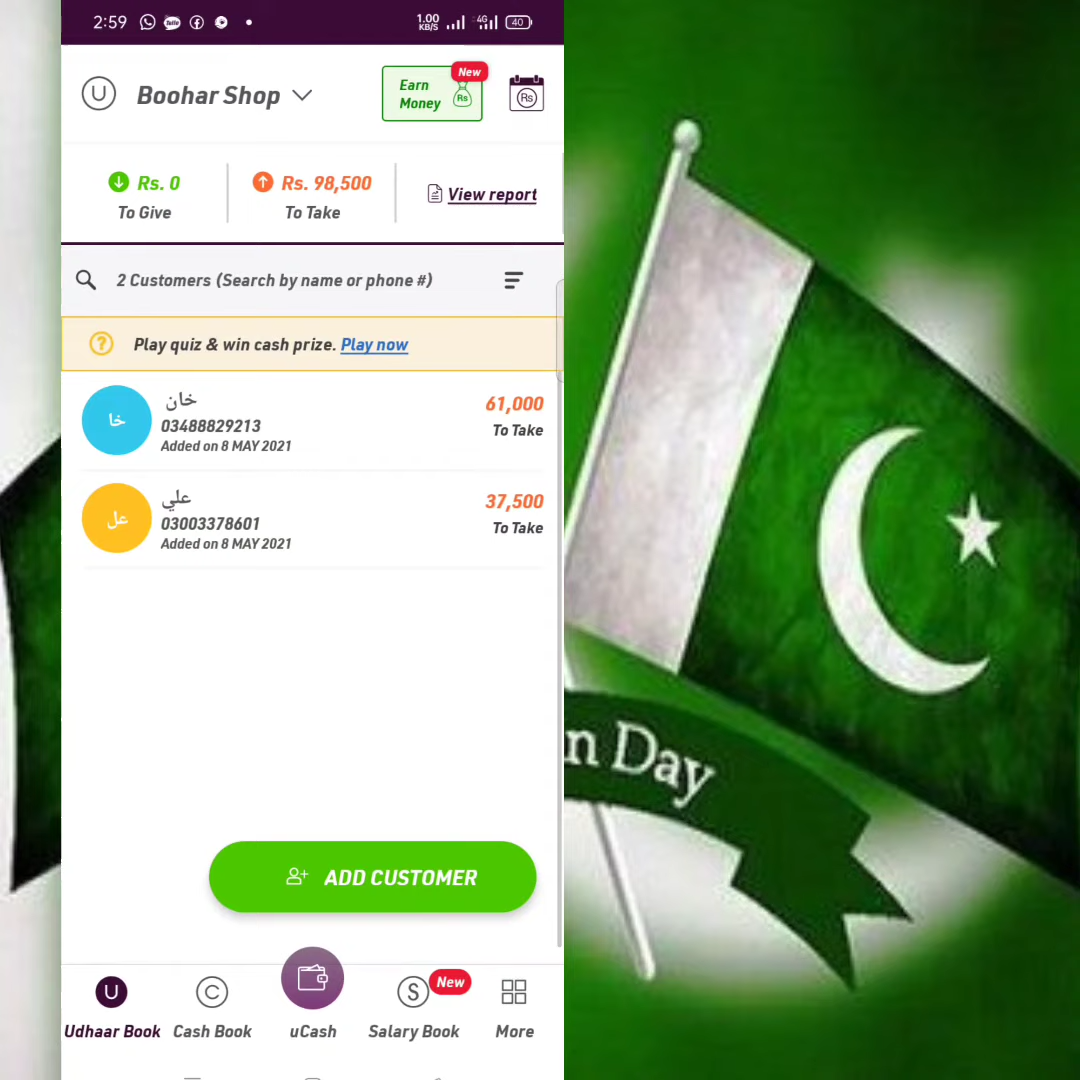 2:59
1.00 KB/S
4G
40
U
Boohar Shop
Earn
Money
Rs
New
Rs
Rs. 0
To Give
Rs. 98,500
To Take
View report
2 Customers (Search by name or phone #)
? Play quiz & win cash prize. Play now
خا
خان
03488829213
Added on 8 MAY 2021
61,000
To Take
عل
علي
03003378601
Added on 8 MAY 2021
37,500
To Take
n Day
ADD CUSTOMER
U
C
S
New
Udhaar Book
Cash Book
uCash
Salary Book
More